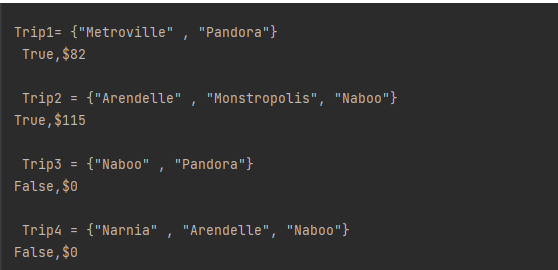 Trip1= {"Metroville" , "Pandora"}
True,$82
Trip2 = {"Arendelle" , "Monstropolis", "Naboo"}
True,$115
Trip3 = {"Naboo" , "Pandora"}
False,$0
Trip4 = {"Narnia" , "Arendelle", "Naboo"}
False,$0